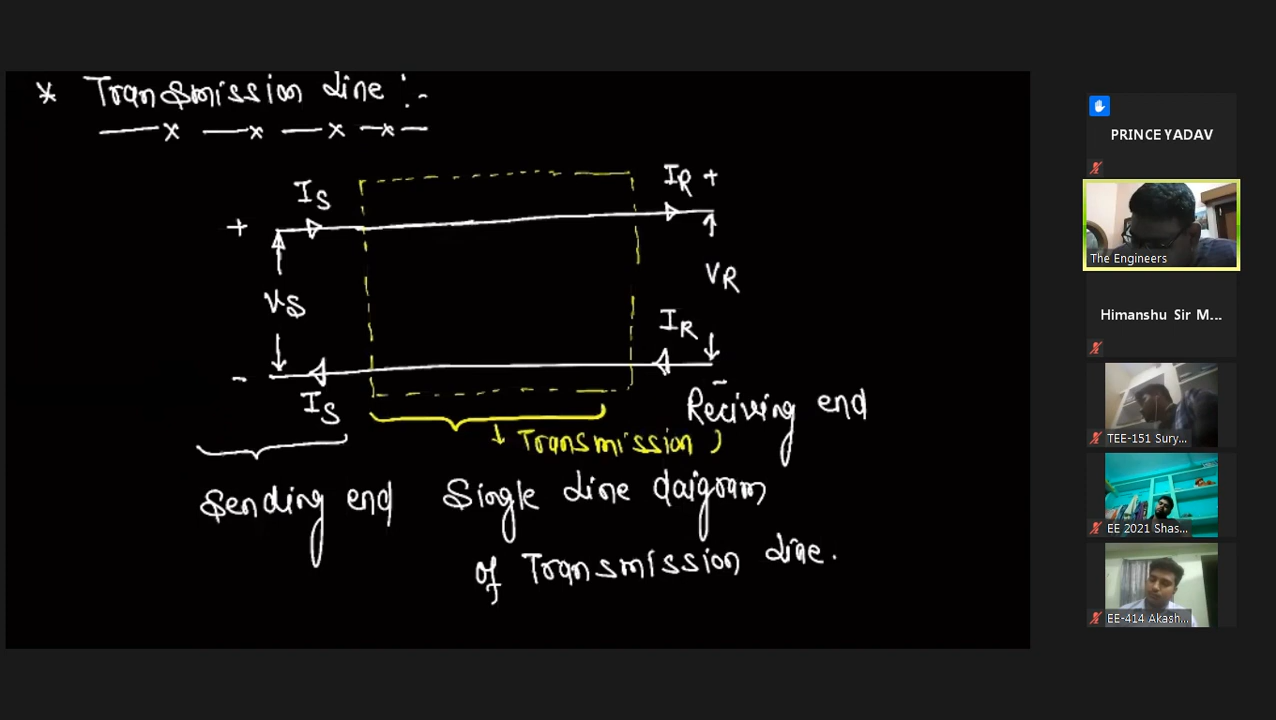 * Transmission Line :-
IS
IR +
+
VS
VR
IR
-
-
IS
Reciving end
↓ Transmission )
Sending end
Single Line daigram
of Transmission Line.
PRINCE YADAV
The Engineers
Himanshu Sir M...
TEE-151 Sury...
EE 2021 Shas...
EE-414 Akash...